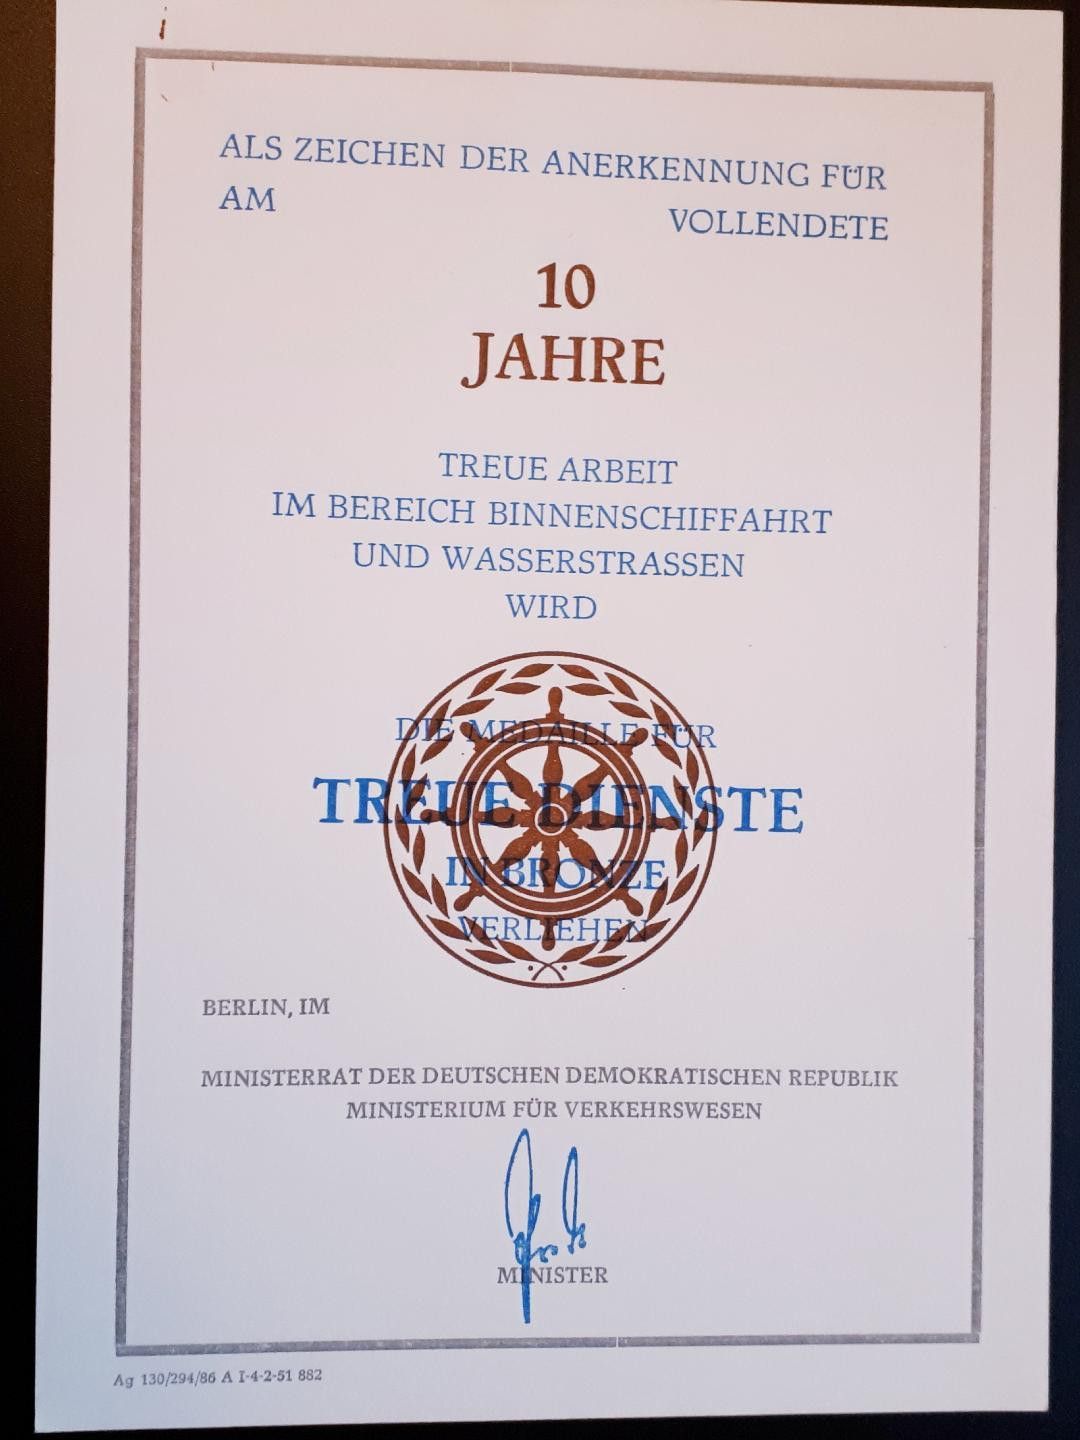 ALS ZEICHEN DER ANERKENNUNG FÜR
AM VOLLENDETE
10
JAHRE
TREUE ARBEIT
IM BEREICH BINNENSCHIFFAHRT
UND WASSERSTRASSEN
WIRD
DIE MEDAILLE FÜR
TREUE DIENSTE
IN BRONZE
VERLIEHEN
BERLIN, IM
MINISTERRAT DER DEUTSCHEN DEMOKRATISCHEN REPUBLIK
MINISTERIUM FÜR VERKEHRSWESEN
MINISTER
Ag 130/294/86 A I-4-2-51 882